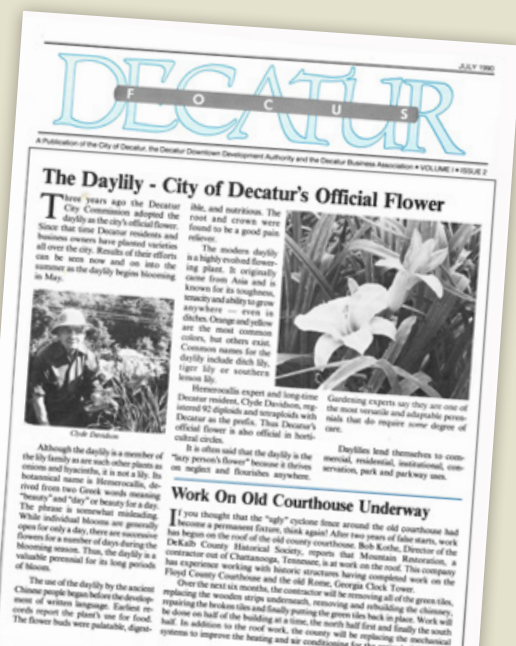 JULY 1990
DECATUR
FOCUS
A Publication of the City of Decatur, the Decatur Downtown Development Authority and the Decatur Business Association • VOLUME I • ISSUE 2
The Daylily - City of Decatur's Official Flower
Three years ago the Decatur
City Commission adopted the
daylily as the city's official flower.
Since that time Decatur residents and
business owners have planted varieties
all over the city. Results of their efforts
can be seen now and on into the
summer as the daylily begins blooming
in May.
Clyde Davidson
Although the daylily is a member of
the lily family as are such other plants as
onions and hyacinths, it is not a lily. Its
botanical name is Hemerocallis, de-
rived from two Greek words meaning
"beauty" and "day" or beauty for a day.
The phrase is somewhat misleading.
While individual blooms are generally
open for only a day, there are successive
flowers for a number of days during the
blooming season. Thus, the daylily is a
valuable perennial for its long periods
of bloom.
The use of the daylily by the ancient
Chinese people began before the develop-
ment of written language. Earliest re-
cords report the plant's use for food.
The flower buds were palatable, digest-
ible, and nutritious. The
root and crown were
found to be a good pain
reliever.
The modern daylily
is a highly evolved flower-
ing plant. It originally
came from Asia and is
known for its toughness,
tenacity and ability to grow
anywhere — even in
ditches. Orange and yellow
are the most common
colors, but others exist.
Common names for the
daylily include ditch lily,
tiger lily or southern
lemon lily.
Hemerocallis expert and long-time
Decatur resident, Clyde Davidson, reg-
istered 92 diploids and tetraploids with
Decatur as the prefix. Thus Decatur's
official flower is also official in horti-
cultural circles.
It is often said that the daylily is the
"lazy person's flower" because it thrives
on neglect and flourishes anywhere.
Gardening experts say they are one of
the most versatile and adaptable peren-
nials that do require some degree of
care.
Daylilies lend themselves to com-
mercial, residential, institutional, con-
servation, park and parkway uses.
Work On Old Courthouse Underway
If you thought that the "ugly" cyclone fence around the old courthouse had
become a permanent fixture, think again! After two years of false starts, work
has begun on the roof of the old county courthouse. Bob Kothe, Director of the
DeKalb County Historical Society, reports that Mountain Restoration, a
contractor out of Chattanooga, Tennessee, is at work on the roof. This company
has experience working with historic structures having completed work on the
Floyd County Courthouse and the old Rome, Georgia Clock Tower.
Over the next six months, the contractor will be removing all of the green tiles,
replacing the wooden strips underneath, removing and rebuilding the chimney,
repairing the broken tiles and finally putting the green tiles back in place. Work will
be done on half of the building at a time, the north half first and finally the south
half. In addition to the roof work, the county will be replacing the mechanical
systems to improve the heating and air conditioning for the